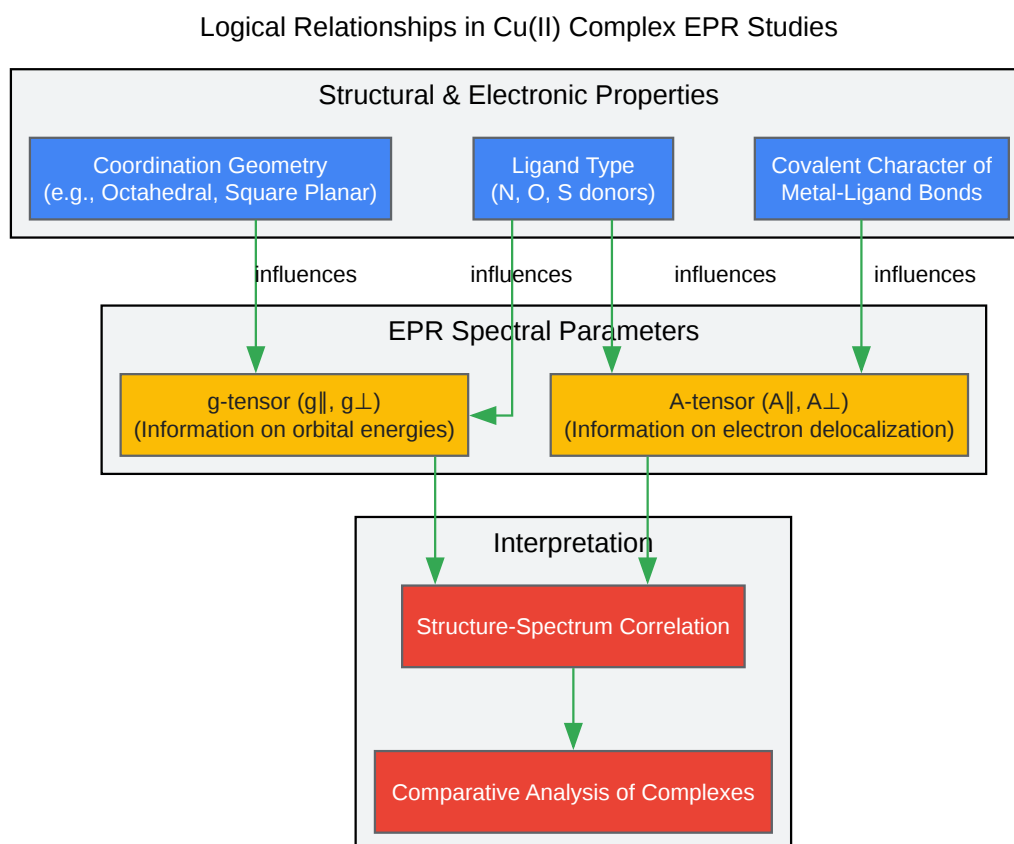 Logical Relationships in Cu(II) Complex EPR Studies
Structural & Electronic Properties
Coordination Geometry
(e.g., Octahedral, Square Planar)
Ligand Type
(N, O, S donors)
Covalent Character of
Metal-Ligand Bonds
influences
influences
influences
influences
EPR Spectral Parameters
g-tensor (g∥, g⊥)
(Information on orbital energies)
A-tensor (A∥, A⊥)
(Information on electron delocalization)
Interpretation
Structure-Spectrum Correlation
Comparative Analysis of Complexes